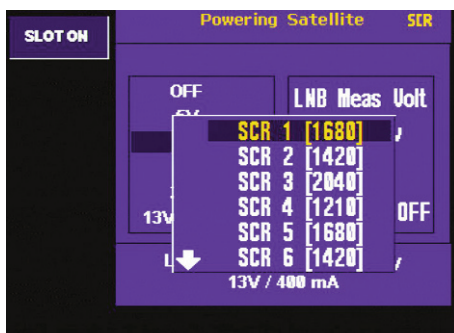 SLOT ON
Powering Satellite SCR
OFF
LNB Meas Volt
SCR 1 [1680]
SCR 2 [1420]
SCR 3 [2040]
SCR 4 [1210]
13V
OFF
SCR 5 [1680]
SCR 6 [1420]
13V / 400 mA